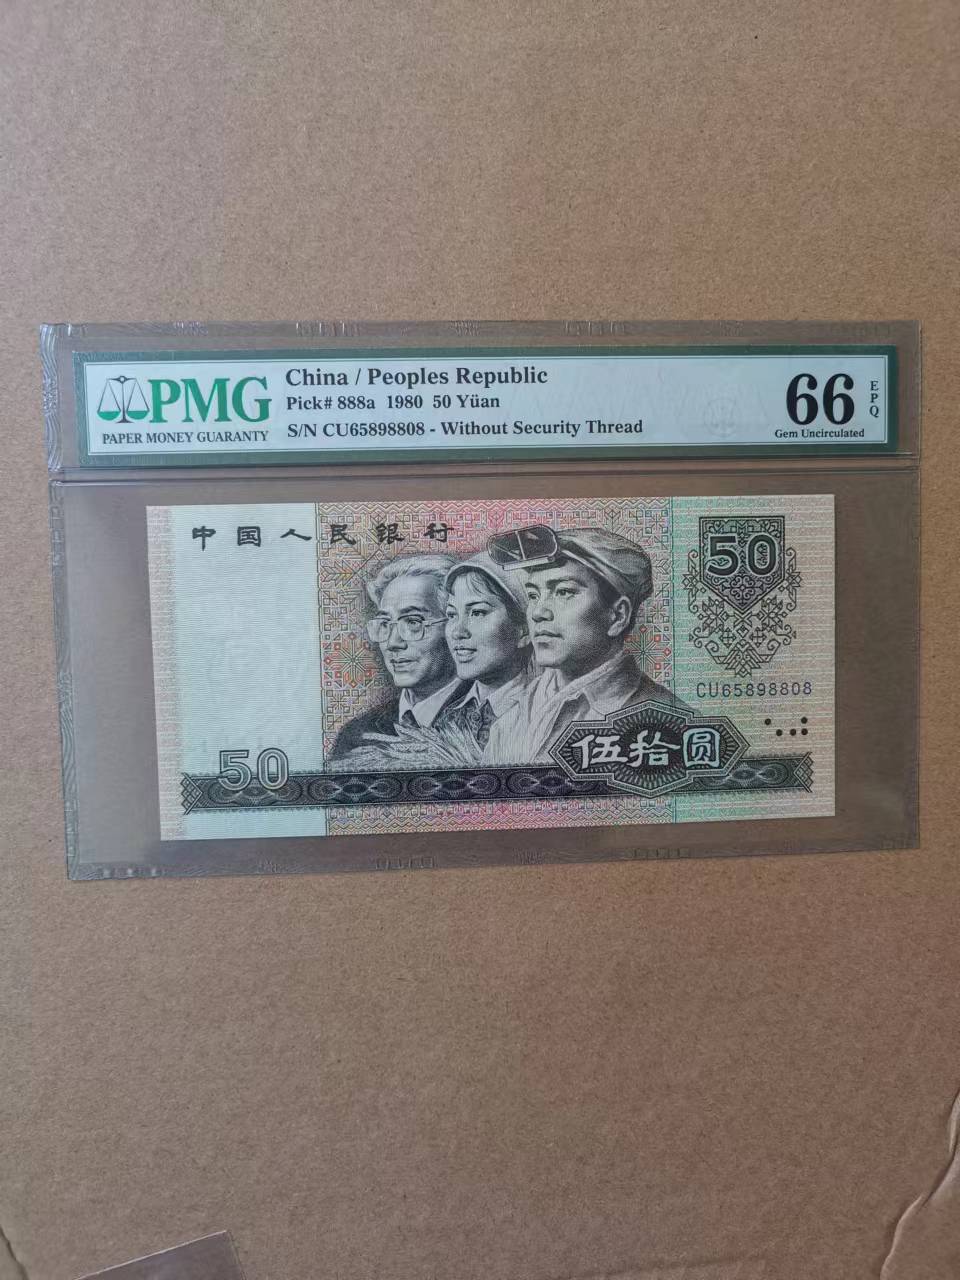 PMG
PAPER MONEY GUARANTY
China / Peoples Republic
Pick# 888a 1980 50 Yüan
S/N CU65898808 - Without Security Thread
66
EPQ
Gem Uncirculated
中国人民银行
50
CU65898808
伍拾圆
50